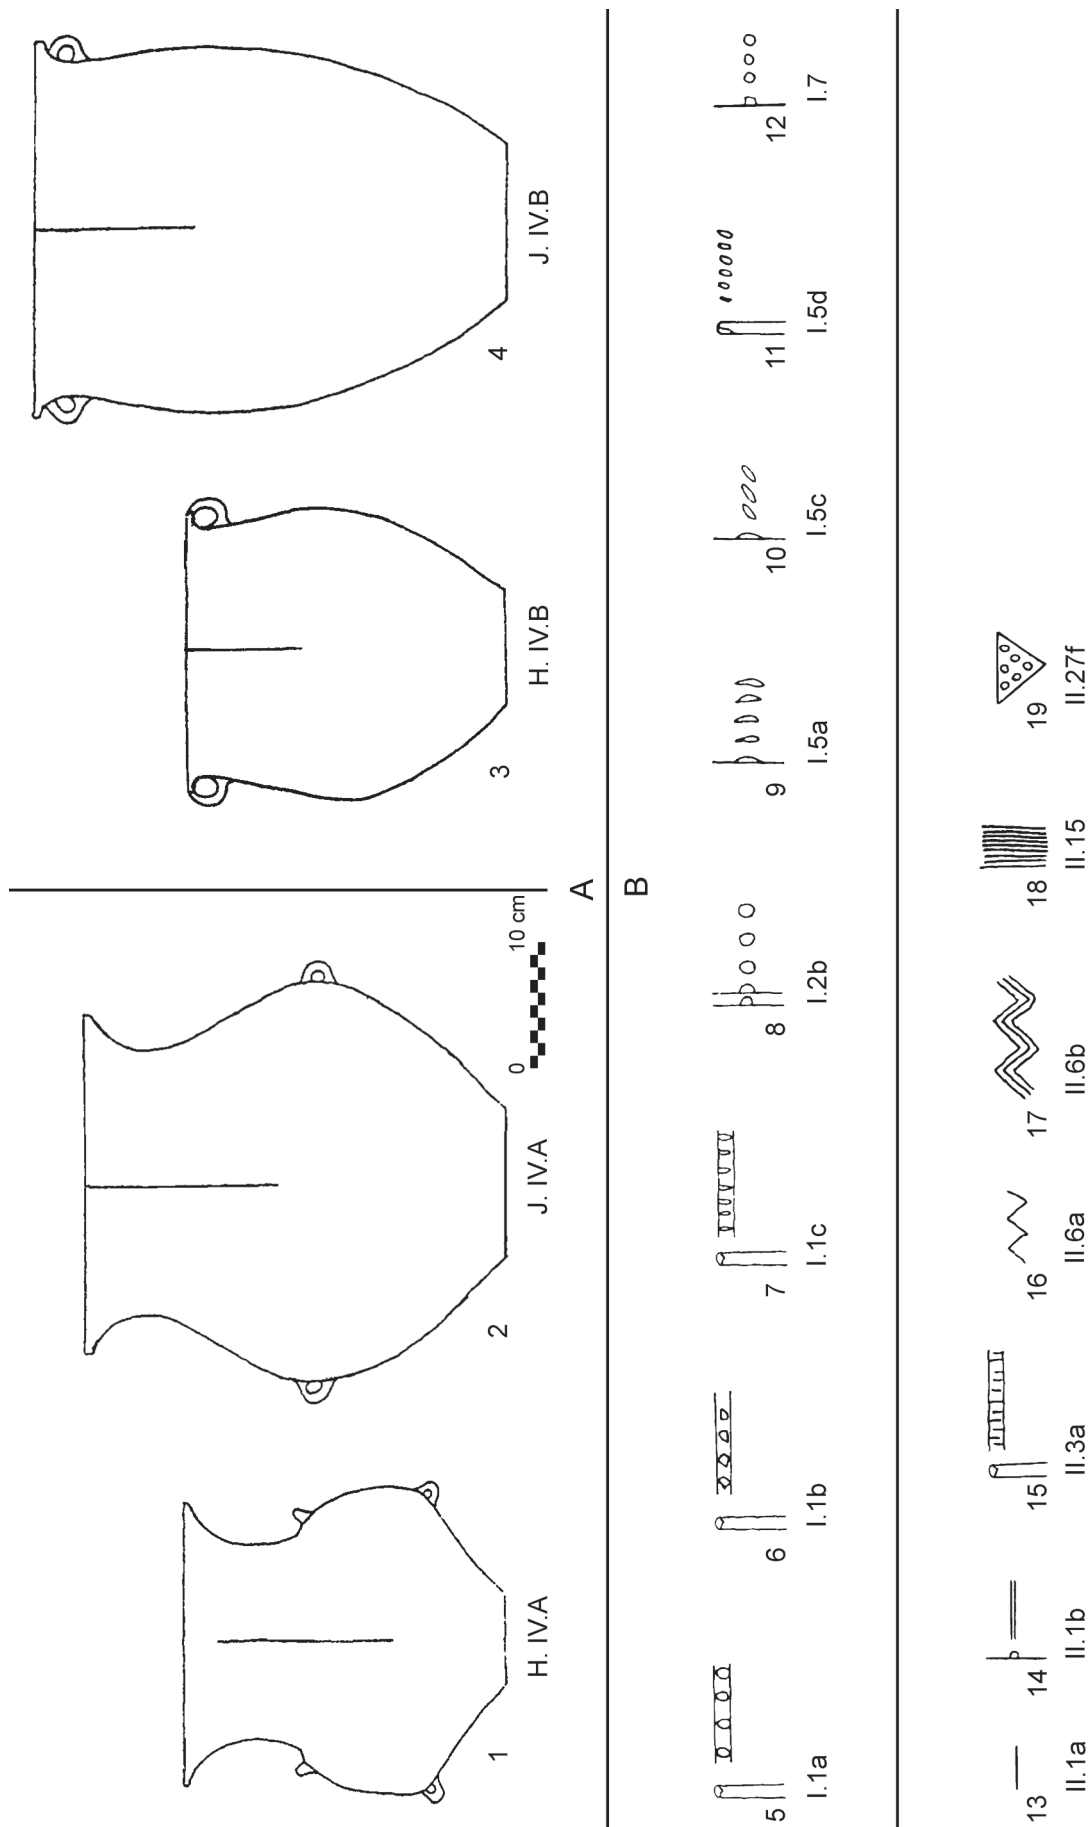 1
2
3
4
H. IV.A
J. IV.A
H. IV.B
J. IV.B
0
10 cm
A
B
5
6
7
8
9
10
11
12
I.1a
I.1b
I.1c
I.2b
I.5a
I.5c
I.5d
I.7
13
14
15
16
17
18
19
II.1a
II.1b
II.3a
II.6a
II.6b
II.15
II.27f